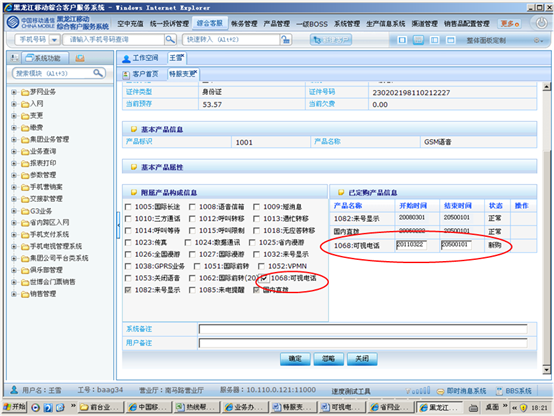 黑龙江移动综合客户服务系统 - Windows Internet Explorer
中国移动通信 CHINA MOBILE
黑龙江移动
综合客户服务系统
空中充值 统一投诉管理 综合客服 账务管理 产品管理 一级BOSS 系统管理 生产信息系统 渠道管理 销售品配置管理 更多
手机号码 请输入手机号码查询 快速转入 (Alt+2) 整体面板定制
系统功能
工作空间 王雪
搜索模块 (Alt+3)
客户首页 特服变更
梦网业务
入网
变更
缴费
集团业务管理
业务查询
报表打印
参数管理
手机营销案
交接款管理
G3业务
省内园区入网
手机支付系统
手机电视管理系统
集团公司平台类系统
俱乐部管理
世博会门票销售
销售管理
证件类型 身份证 证件号码 230202198110212227
当前预存 53.57 当前欠费 0.00
基本产品信息
产品标识 1001 产品名称 GSM语音
基本产品属性
附属产品构成信息
1005:国际长途 1008:语音信箱 1009:短消息
1010:三方通话 1012:呼叫转移 1013:遇忙转移
1014:呼叫等待 1015:呼叫限制 1018:无应答转移
1023:传真 1024:数据通讯 1025:省内漫游
1026:全国漫游 1027:国际漫游 1032:来号显示
1038:GPRS业务 1051:国际前转 1052:VPMN
1053:关闭语音 1062:国际前转(20) 1068:可视电话
1082:来号显示 1085:来电提醒 国内直拨
已定购产品信息
产品名称 开始时间 结束时间 状态 操作
1082:来号显示 20080301 20500101 正常
国内直拨 20500101 正常
1068:可视电话 20110322 20500101 新购
系统备注
用户备注
确定 忽略 关闭
用户名: 王雪 工号: baag34 营业厅: 南马路营业厅 服务器: 10.110.0.121:11000 速度测试工具 即时消息系统 BBS系统
开始 前台业... 中国移... 热线帮... 业务办... 特服变... 可视电... 省网业... 黑龙江... 桌面 18:21